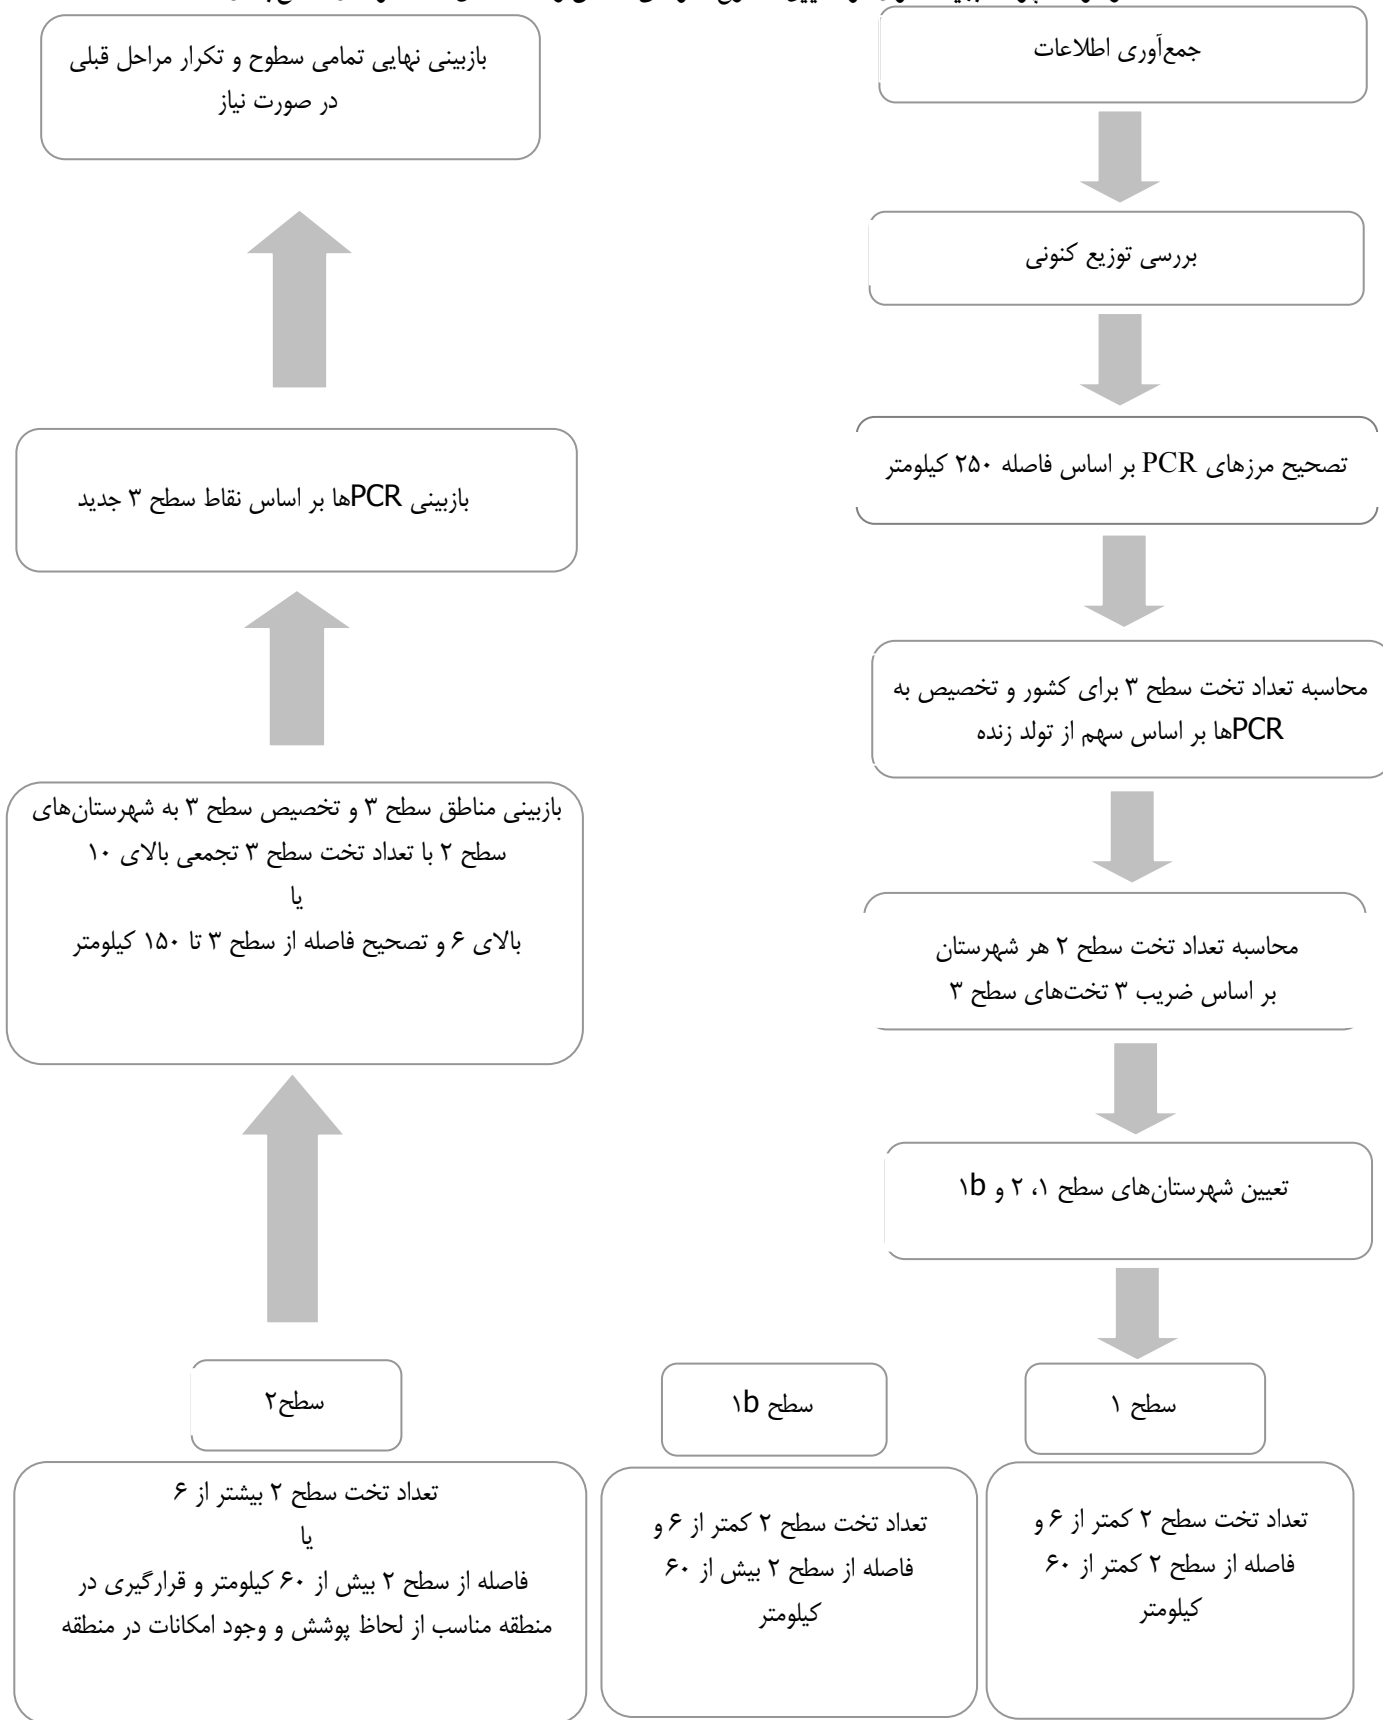 جمع‌آوری اطلاعات
بررسی توزیع کنونی
تصحیح مرزهای PCR بر اساس فاصله ۲۵۰ کیلومتر
محاسبه تعداد تخت سطح ۳ برای کشور و تخصیص به
PCRها بر اساس سهم از تولد زنده
محاسبه تعداد تخت سطح ۲ هر شهرستان
بر اساس ضریب ۳ تخت‌های سطح ۳
تعیین شهرستان‌های سطح ۱، ۲ و ۱b
سطح ۱
تعداد تخت سطح ۲ کمتر از ۶ و
فاصله از سطح ۲ کمتر از ۶۰
کیلومتر
سطح ۱b
تعداد تخت سطح ۲ کمتر از ۶ و
فاصله از سطح ۲ بیش از ۶۰
کیلومتر
سطح۲
تعداد تخت سطح ۲ بیشتر از ۶
یا
فاصله از سطح ۲ بیش از ۶۰ کیلومتر و قرارگیری در
منطقه مناسب از لحاظ پوشش و وجود امکانات در منطقه
بازبینی مناطق سطح ۳ و تخصیص سطح ۳ به شهرستان‌های
سطح ۲ با تعداد تخت سطح ۳ تجمعی بالای ۱۰
یا
بالای ۶ و تصحیح فاصله از سطح ۳ تا ۱۵۰ کیلومتر
بازبینی PCRها بر اساس نقاط سطح ۳ جدید
بازبینی نهایی تمامی سطوح و تکرار مراحل قبلی
در صورت نیاز